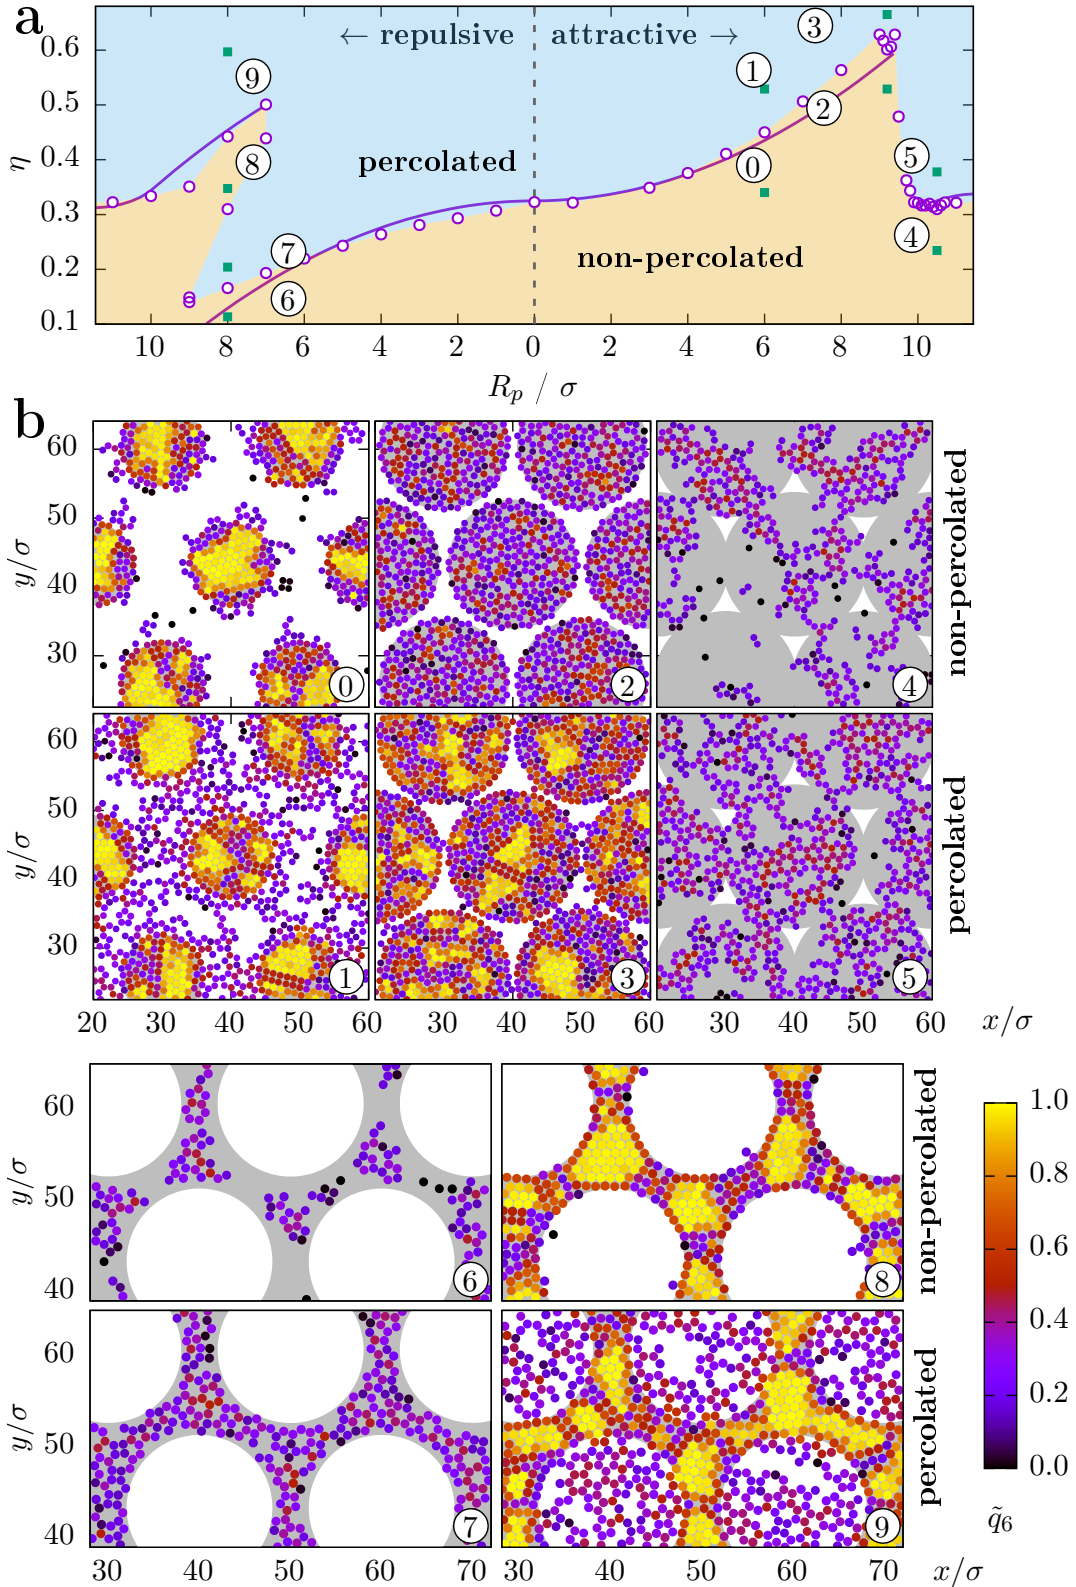 a
← repulsive attractive →
0.6
0.5
0.4
0.3
0.2
0.1
η
percolated
non-percolated
9
8
7
6
1
3
2
0
5
4
10 8 6 4 2 0 2 4 6 8 10
R_p / σ
b
60
50
40
30
y/σ
0
2
4
non-percolated
60
50
40
30
y/σ
1
3
5
percolated
20 30 40 50 60 30 40 50 60 30 40 50 60 x/σ
60
50
40
y/σ
6
8
non-percolated
60
50
40
y/σ
7
9
percolated
30 40 50 60 70 30 40 50 60 70 x/σ
1.0
0.8
0.6
0.4
0.2
0.0
q̃₆